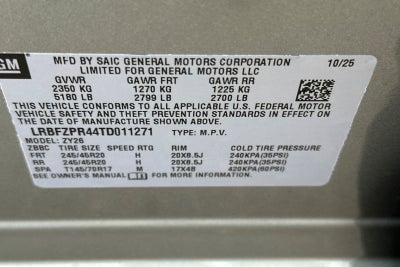 GM
MFD BY SAIC GENERAL MOTORS CORPORATION 10/25
LIMITED FOR GENERAL MOTORS LLC
GVWR GAWR FRT GAWR RR
2350 KG 1270 KG 1225 KG
5180 LB 2799 LB 2700 LB
THIS VEHICLE CONFORMS TO ALL APPLICABLE U.S. FEDERAL MOTOR
VEHICLE SAFETY AND THEFT PREVENTION STANDARDS IN EFFECT ON
THE DATE OF MANUFACTURE SHOWN ABOVE.
LRBFZPR44TD011271 TYPE: M.P.V.
MODEL: ZY26
ZBBC TIRE SIZE SPEED RTG RIM COLD TIRE PRESSURE
FRT 245/45R20 H 20X8.5J 240KPA(35PSI)
RR 245/45R20 H 20X8.5J 240KPA(35PSI)
SPA T145/70R17 M 17X4B 420KPA(60PSI)
SEE OWNER'S MANUAL FOR MORE INFORMATION.